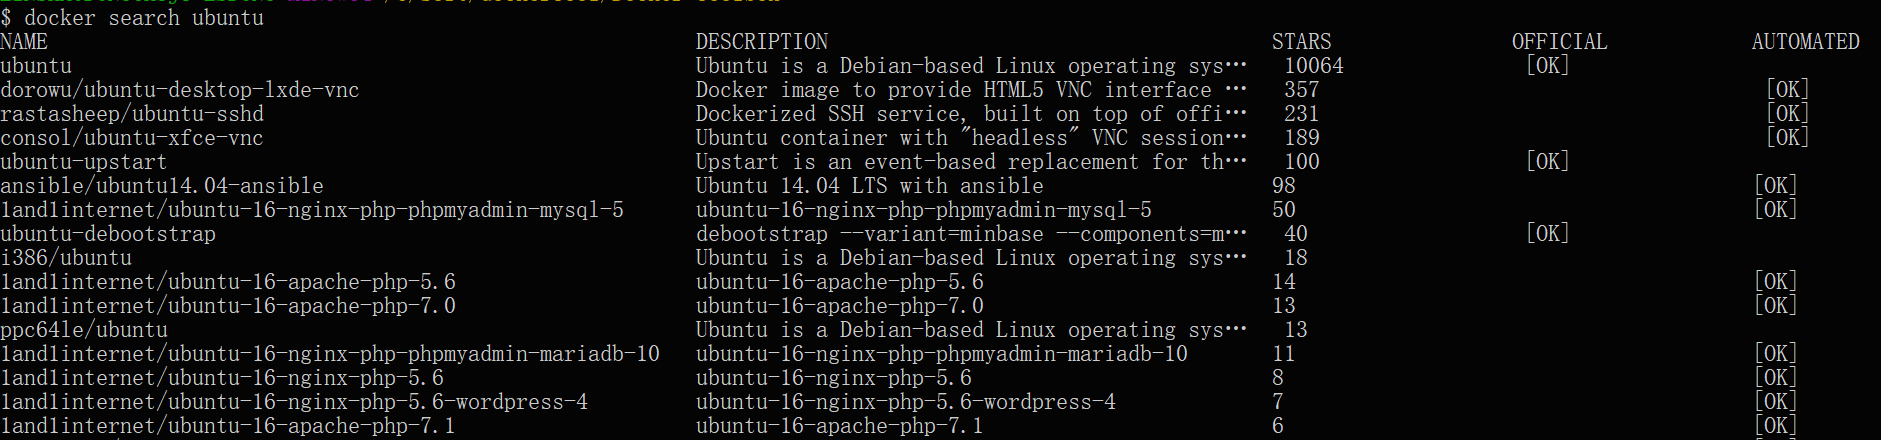 $ docker search ubuntu
NAME DESCRIPTION STARS OFFICIAL AUTOMATED
ubuntu Ubuntu is a Debian-based Linux operating sys… 10064 [OK]
dorowu/ubuntu-desktop-lxde-vnc Docker image to provide HTML5 VNC interface … 357 [OK]
rastasheep/ubuntu-sshd Dockerized SSH service, built on top of offi… 231 [OK]
consol/ubuntu-xfce-vnc Ubuntu container with "headless" VNC session… 189 [OK]
ubuntu-upstart Upstart is an event-based replacement for th… 100 [OK]
ansible/ubuntu14.04-ansible Ubuntu 14.04 LTS with ansible 98 [OK]
1and1internet/ubuntu-16-nginx-php-phpmyadmin-mysql-5 ubuntu-16-nginx-php-phpmyadmin-mysql-5 50 [OK]
ubuntu-debootstrap debootstrap --variant=minbase --components=m… 40 [OK]
i386/ubuntu Ubuntu is a Debian-based Linux operating sys… 18
1and1internet/ubuntu-16-apache-php-5.6 ubuntu-16-apache-php-5.6 14 [OK]
1and1internet/ubuntu-16-apache-php-7.0 ubuntu-16-apache-php-7.0 13 [OK]
ppc64le/ubuntu Ubuntu is a Debian-based Linux operating sys… 13
1and1internet/ubuntu-16-nginx-php-phpmyadmin-mariadb-10 ubuntu-16-nginx-php-phpmyadmin-mariadb-10 11 [OK]
1and1internet/ubuntu-16-nginx-php-5.6 ubuntu-16-nginx-php-5.6 8 [OK]
1and1internet/ubuntu-16-nginx-php-5.6-wordpress-4 ubuntu-16-nginx-php-5.6-wordpress-4 7 [OK]
1and1internet/ubuntu-16-apache-php-7.1 ubuntu-16-apache-php-7.1 6 [OK]